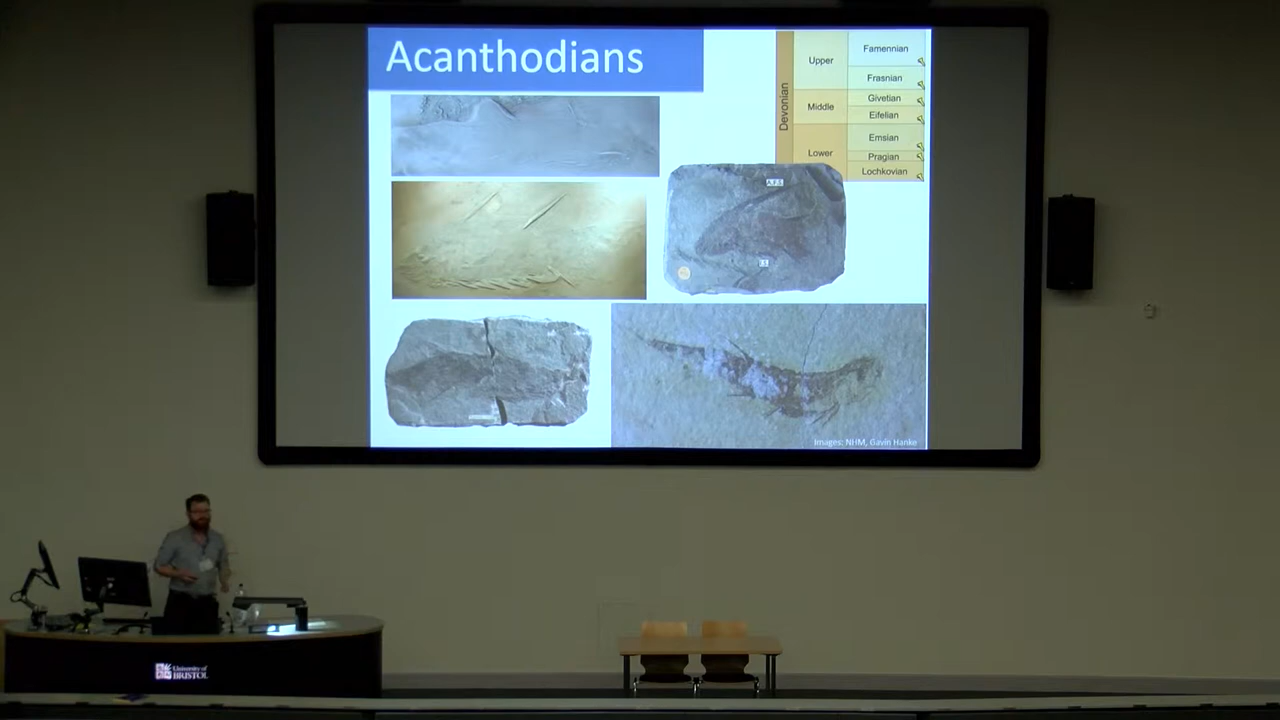 Acanthodians
Devonian
Upper
Famennian
Frasnian
Middle
Givetian
Eifelian
Lower
Emsian
Pragian
Lochkovian
A.F.S.
Images: NHM, Gavin Hanke
University of
BRISTOL